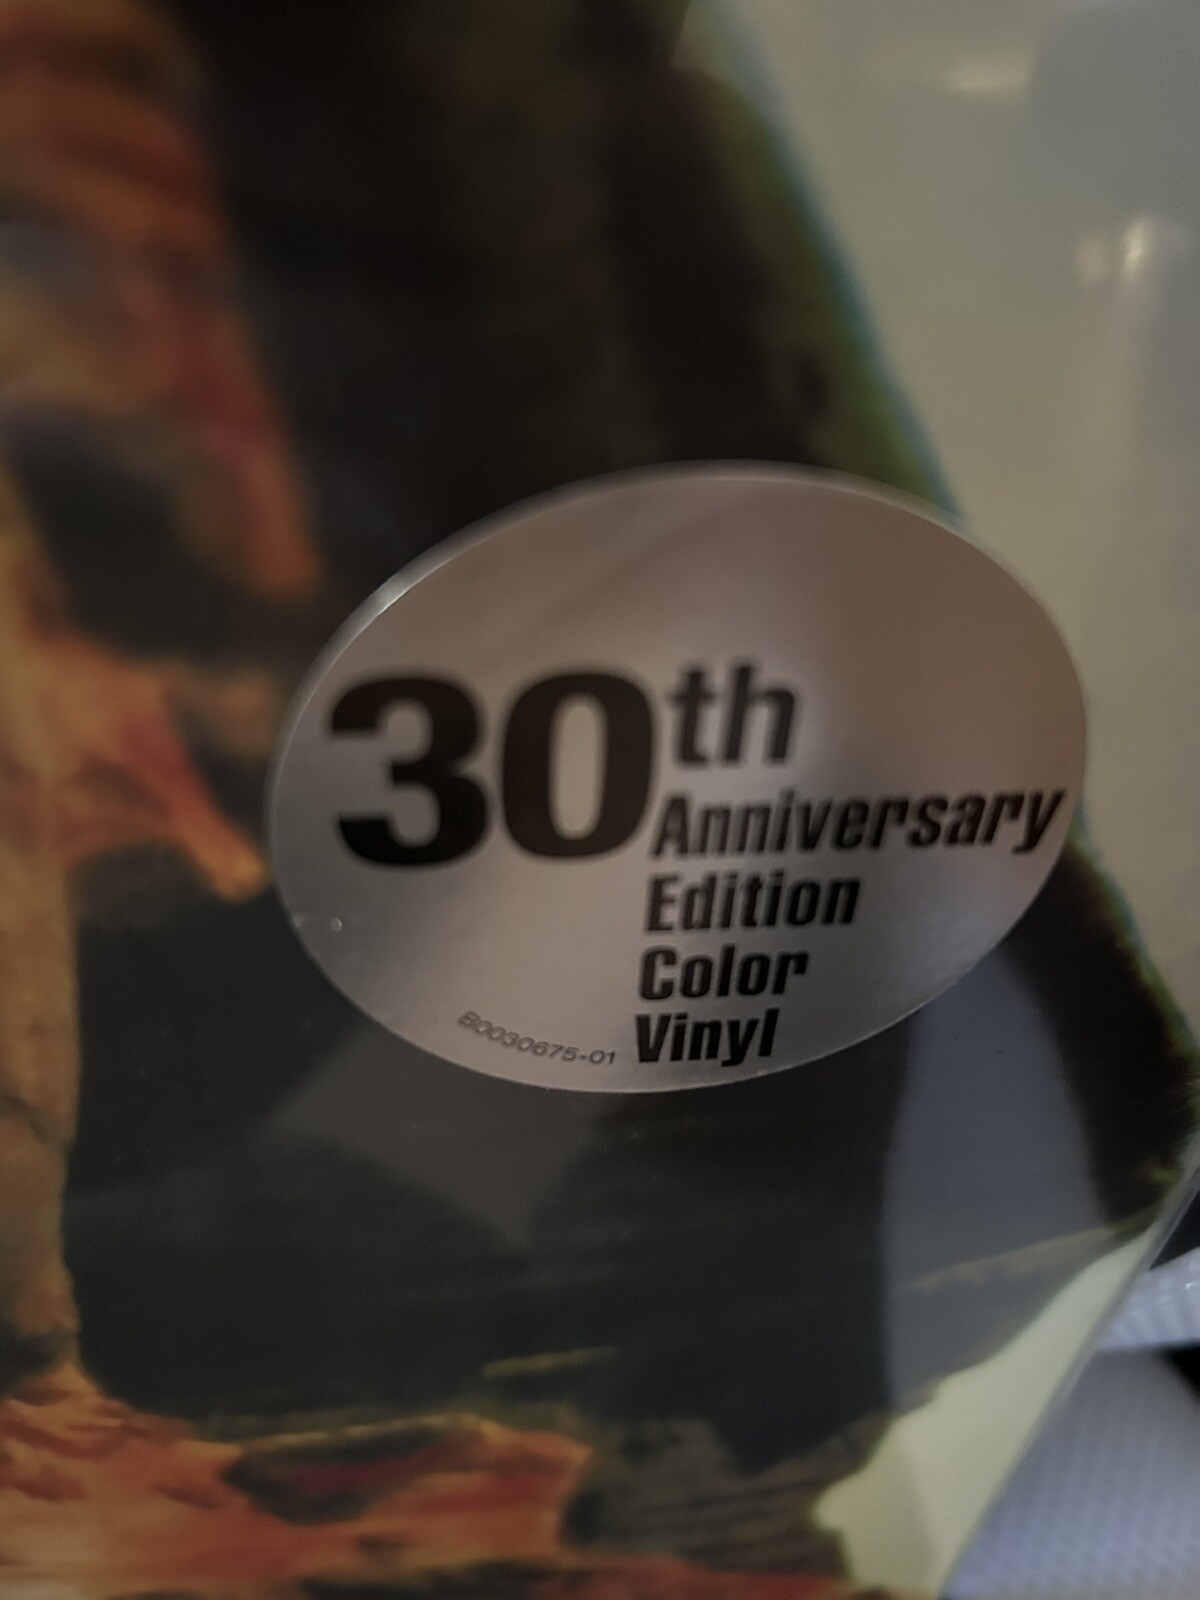 30th
Anniversary
Edition
Color
Vinyl
B0030675-01